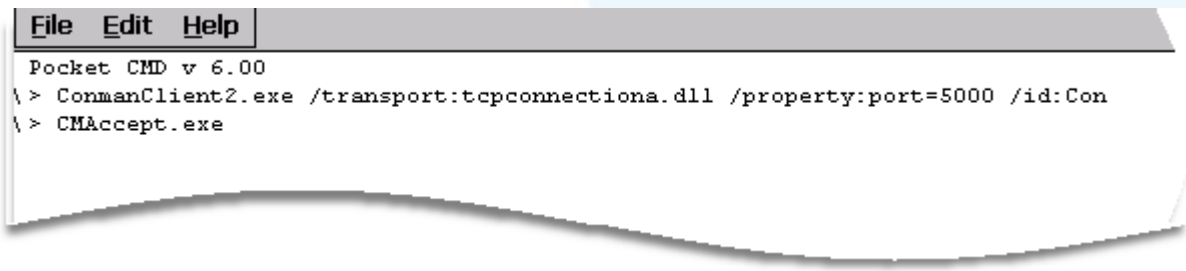 File Edit Help
Pocket CMD v 6.00
\> ConmanClient2.exe /transport:tcpconnectiona.dll /property:port=5000 /id:Con
\> CMAccept.exe